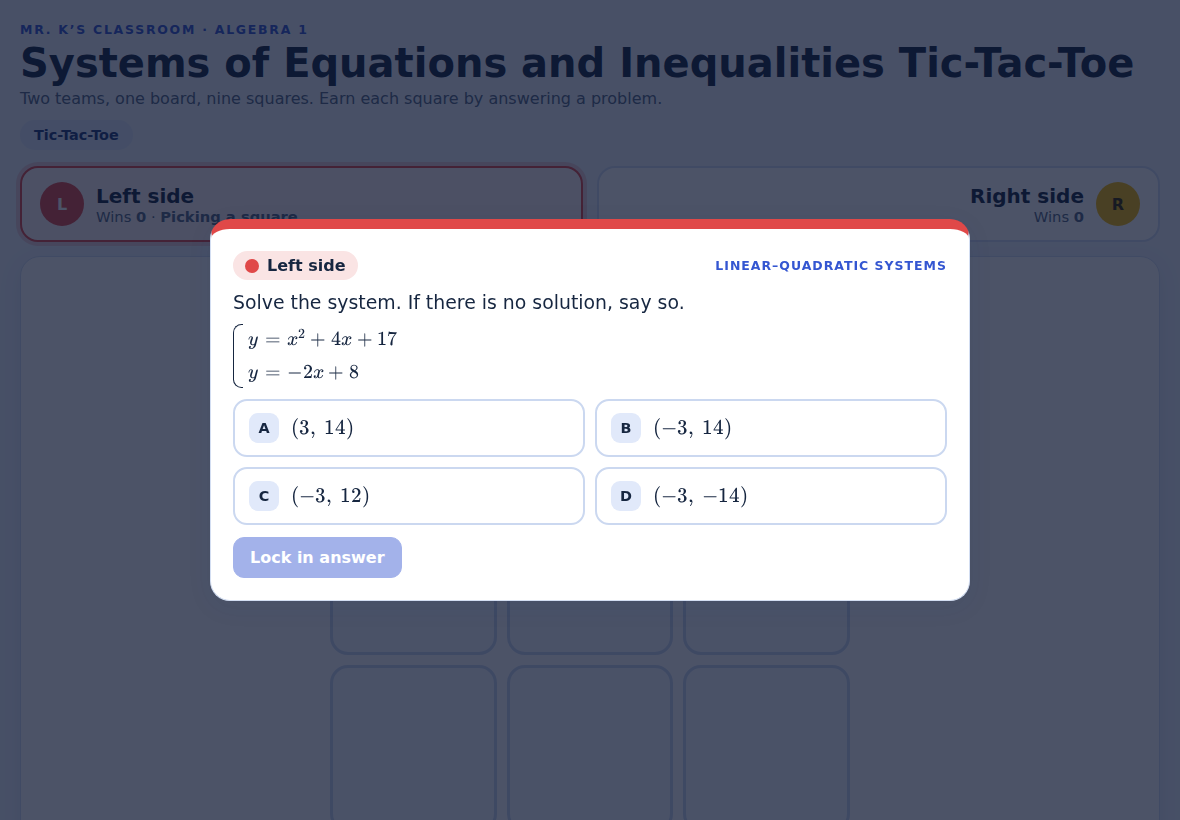 MR. K'S CLASSROOM · ALGEBRA 1
Systems of Equations and Inequalities Tic-Tac-Toe
Two teams, one board, nine squares. Earn each square by answering a problem.
Tic-Tac-Toe
L
Left side
Wins 0 · Picking a square
Right side
Wins 0
R
Left side
LINEAR–QUADRATIC SYSTEMS
Solve the system. If there is no solution, say so.
y = x² + 4x + 17
y = −2x + 8
A (3, 14)
B (−3, 14)
C (−3, 12)
D (−3, −14)
Lock in answer